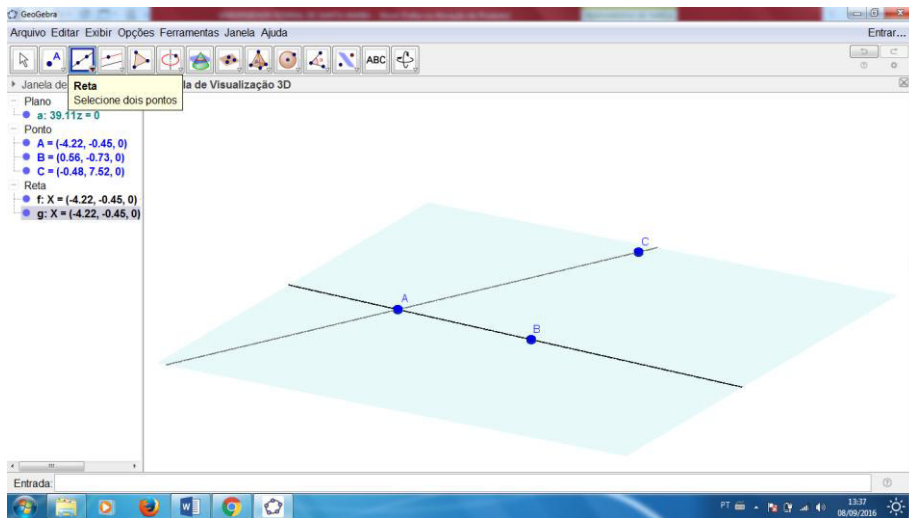 GeoGebra
Arquivo Editar Exibir Opções Ferramentas Janela Ajuda
Entrar...
A
ABC
Janela de
la de Visualização 3D
Reta
Selecione dois pontos
Plano
a: 39.11z = 0
Ponto
A = (-4.22, -0.45, 0)
B = (0.56, -0.73, 0)
C = (-0.48, 7.52, 0)
Reta
f: X = (-4.22, -0.45, 0)
g: X = (-4.22, -0.45, 0)
C
A
B
Entrada:
W
PT
13:37
08/09/2016